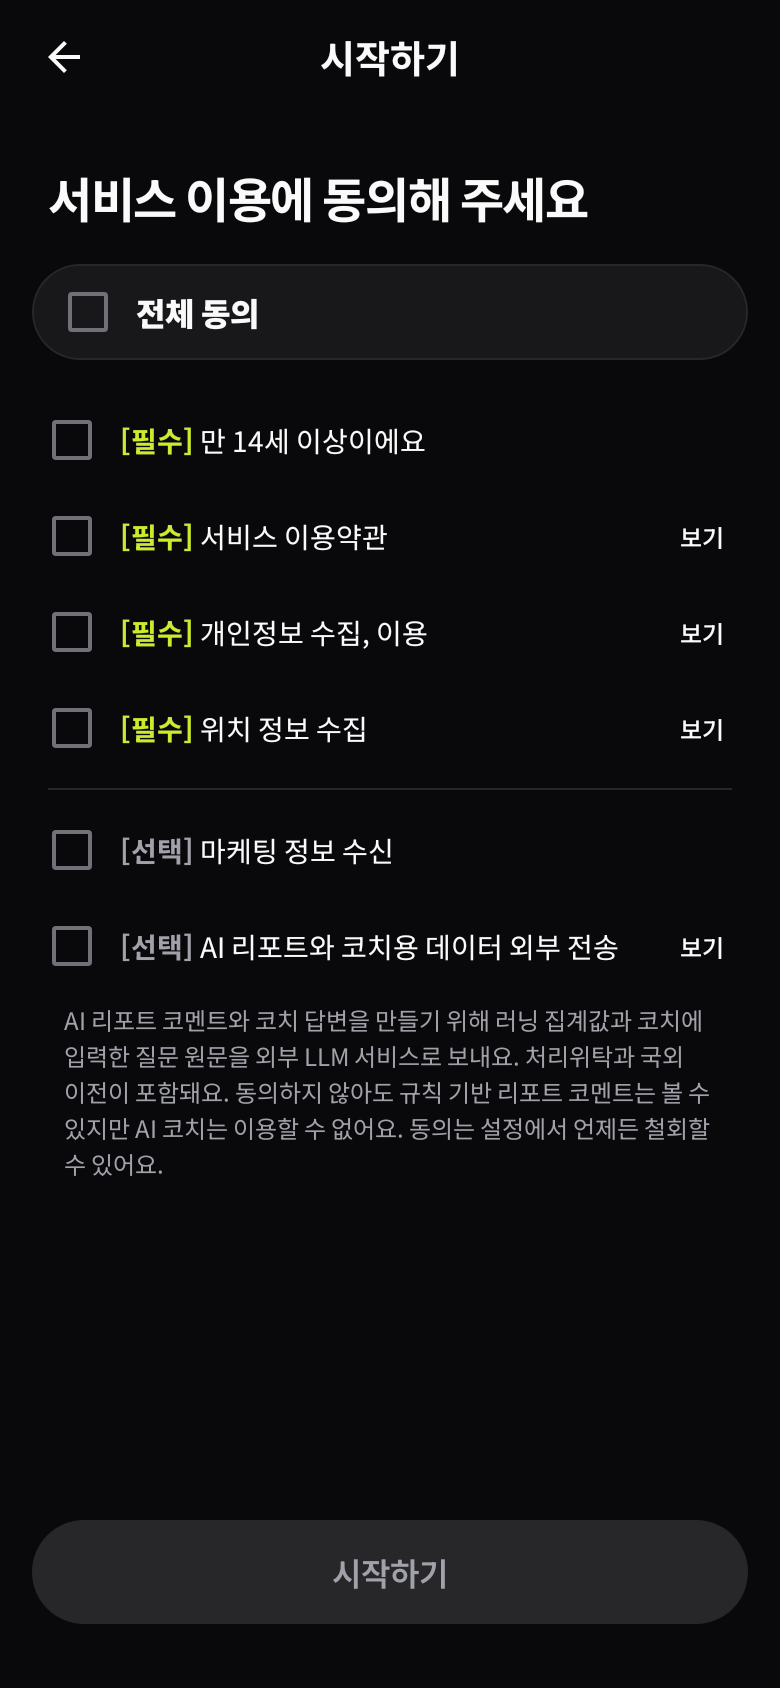 시작하기
서비스 이용에 동의해 주세요
전체 동의
[필수] 만 14세 이상이에요
[필수] 서비스 이용약관 보기
[필수] 개인정보 수집, 이용 보기
[필수] 위치 정보 수집 보기
[선택] 마케팅 정보 수신
[선택] AI 리포트와 코치용 데이터 외부 전송 보기
AI 리포트 코멘트와 코치 답변을 만들기 위해 러닝 집계값과 코치에
입력한 질문 원문을 외부 LLM 서비스로 보내요. 처리위탁과 국외
이전이 포함돼요. 동의하지 않아도 규칙 기반 리포트 코멘트는 볼 수
있지만 AI 코치는 이용할 수 없어요. 동의는 설정에서 언제든 철회할
수 있어요.
시작하기